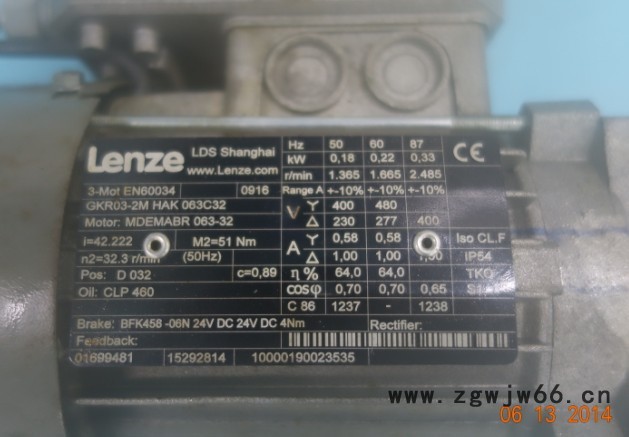 Lenze LDS Shanghai www.Lenze.com
Hz 50 60 87
kW 0,18 0,22 0,33
r/min 1.365 1.665 2.485
CE
3-Mot EN60034 0916 Range A +-10% +-10% +-10%
GKR03-2M HAK 063C32
V Y 400 480
Motor: MDEMABR 063-32
Δ 230 277 400
i=42.222 M2=51 Nm
A Y 0,58 0,58 0,58 Iso CL.F
n2=32.3 r/min (50Hz)
Δ 1,00 1,00 IP54
Pos: D 032 c=0,89 η% 64,0 64,0 TKO
Oil: CLP 460 cosφ 0,70 0,70 0,65
C 86 1237 - 1238
Brake: BFK458 -06N 24V DC 24V DC 4Nm Rectifier:
Feedback:
01699481 15292814 10000190023535
www.zgwjw66.cn
06 13 2014